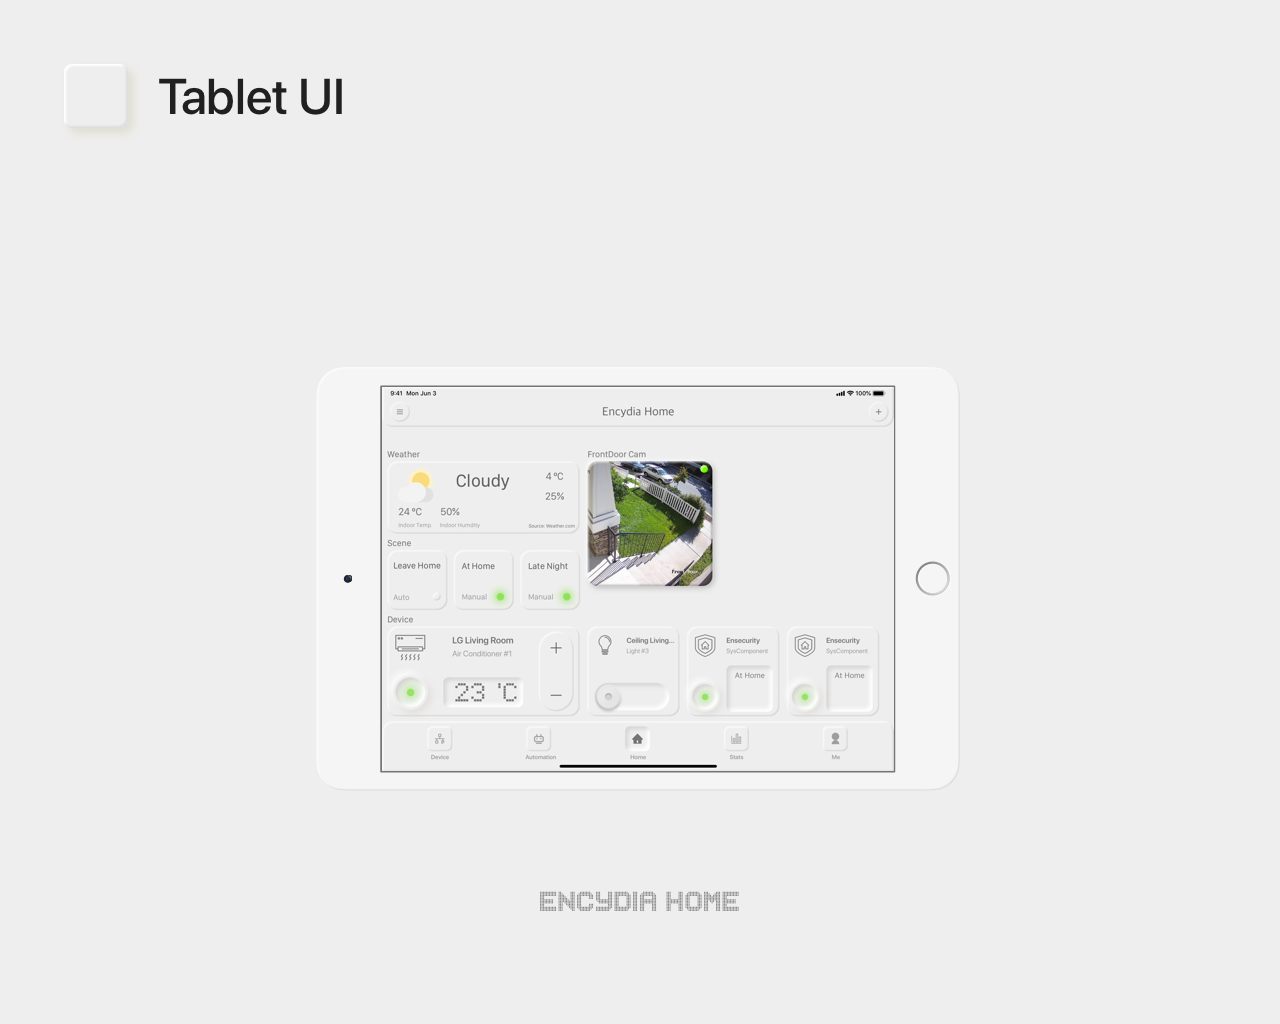 Tablet UI
9:41 Mon Jun 3
100%
Encydia Home
Weather
Cloudy
4 ºC
25%
24 ºC
50%
Indoor Temp.
Indoor Humdity
Source: Weather.com
FrontDoor Cam
Scene
Leave Home
Auto
At Home
Manual
Late Night
Manual
Device
LG Living Room
Air Conditioner #1
23 °C
Ceiling Living...
Light #3
Ensecurity
SysComponent
At Home
Ensecurity
SysComponent
At Home
Device
Automation
Home
Stats
Me
ENCYDIA HOME